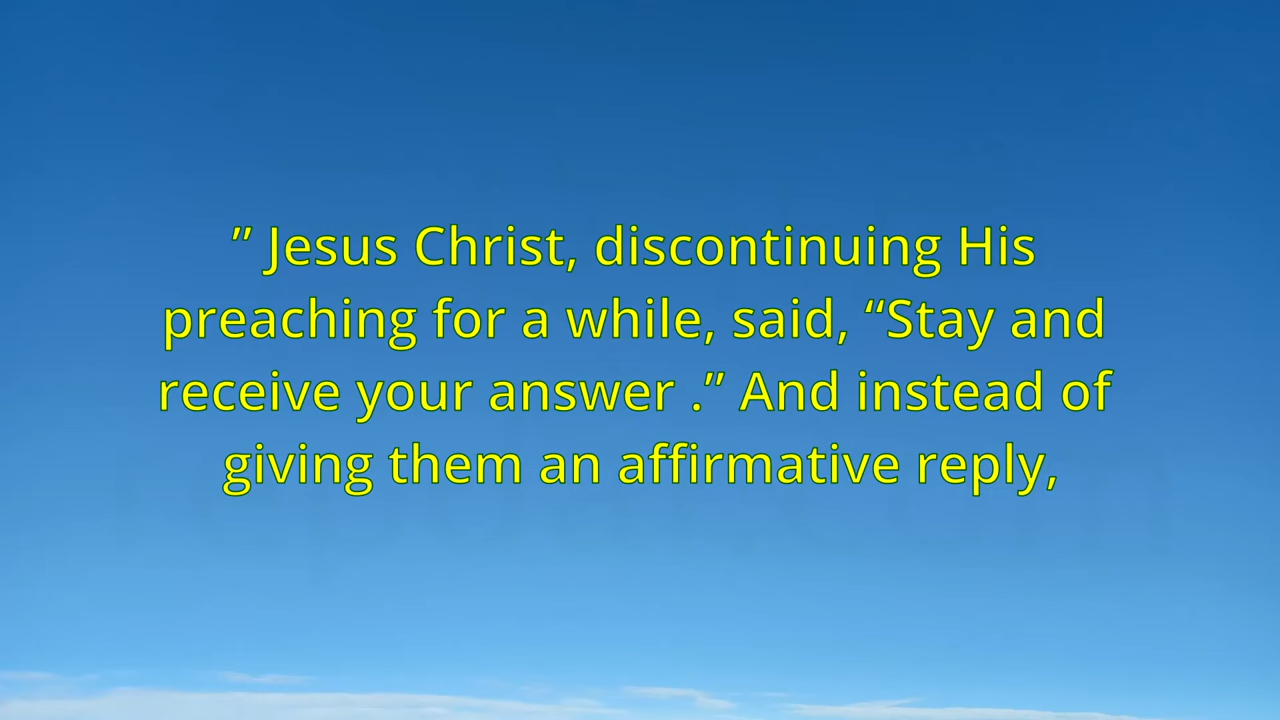 ” Jesus Christ, discontinuing His
preaching for a while, said, “Stay and
receive your answer .” And instead of
giving them an affirmative reply,